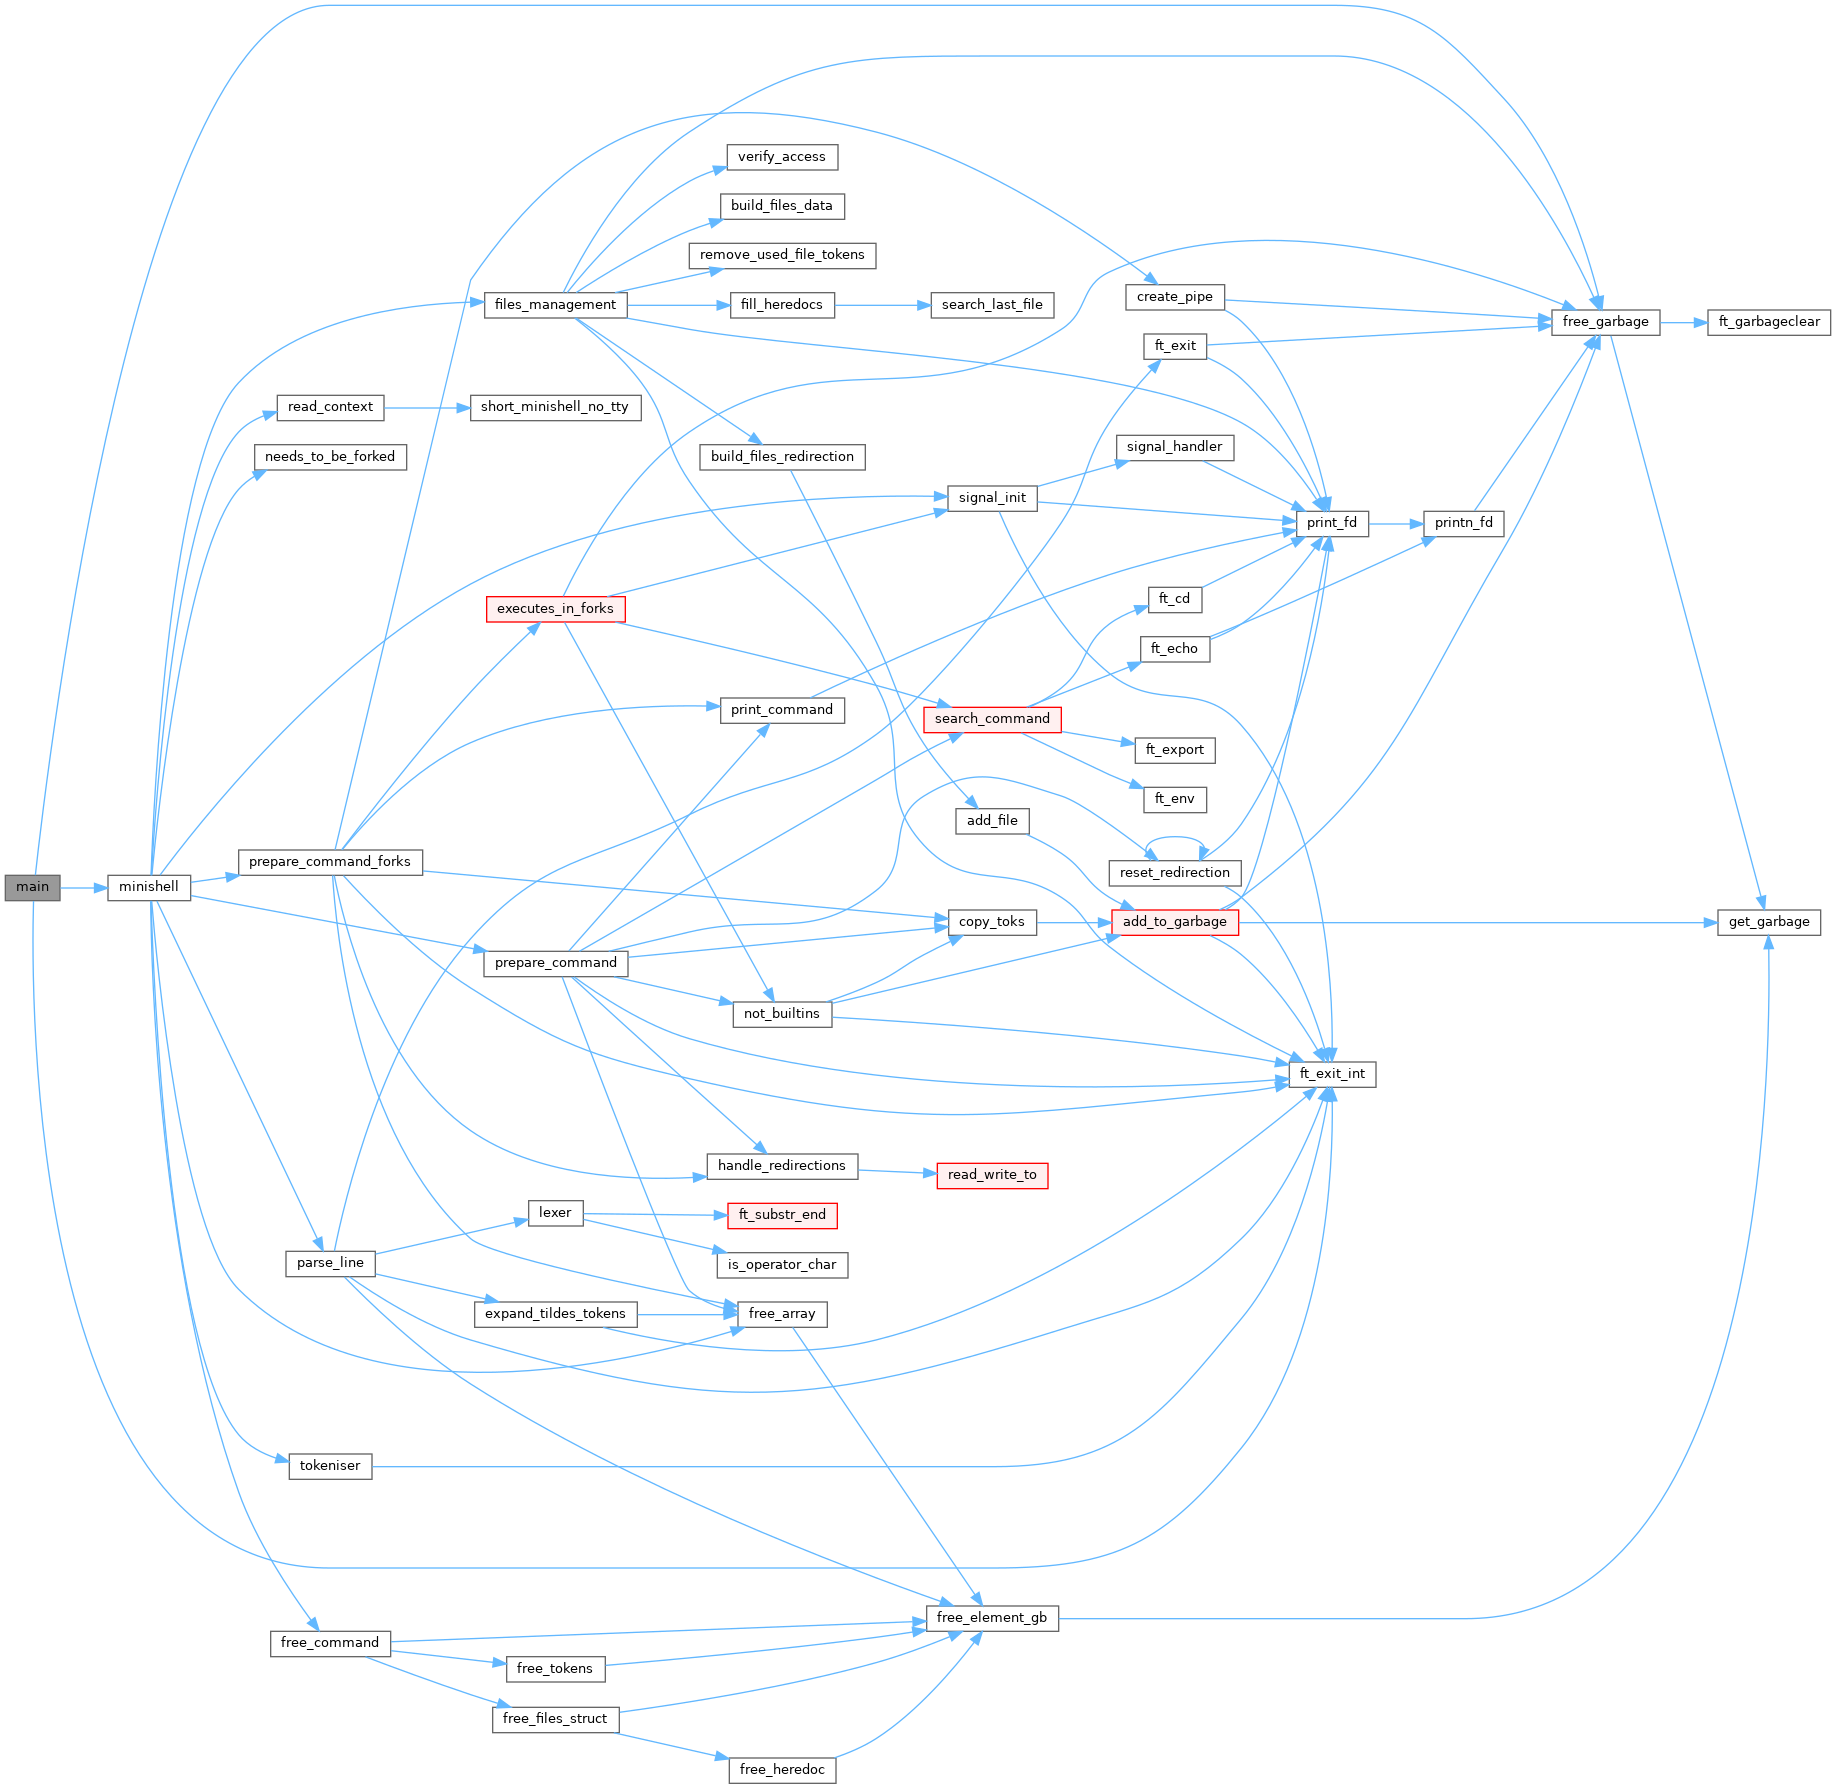 verify_access
build_files_data
remove_used_file_tokens
files_management
fill_heredocs
search_last_file
create_pipe
free_garbage
ft_garbageclear
ft_exit
read_context
short_minishell_no_tty
needs_to_be_forked
build_files_redirection
signal_handler
signal_init
print_fd
printn_fd
executes_in_forks
ft_cd
ft_echo
print_command
search_command
ft_export
ft_env
add_file
prepare_command_forks
reset_redirection
main
minishell
copy_toks
add_to_garbage
get_garbage
prepare_command
not_builtins
ft_exit_int
handle_redirections
read_write_to
lexer
ft_substr_end
parse_line
is_operator_char
expand_tildes_tokens
free_array
tokeniser
free_element_gb
free_command
free_tokens
free_files_struct
free_heredoc